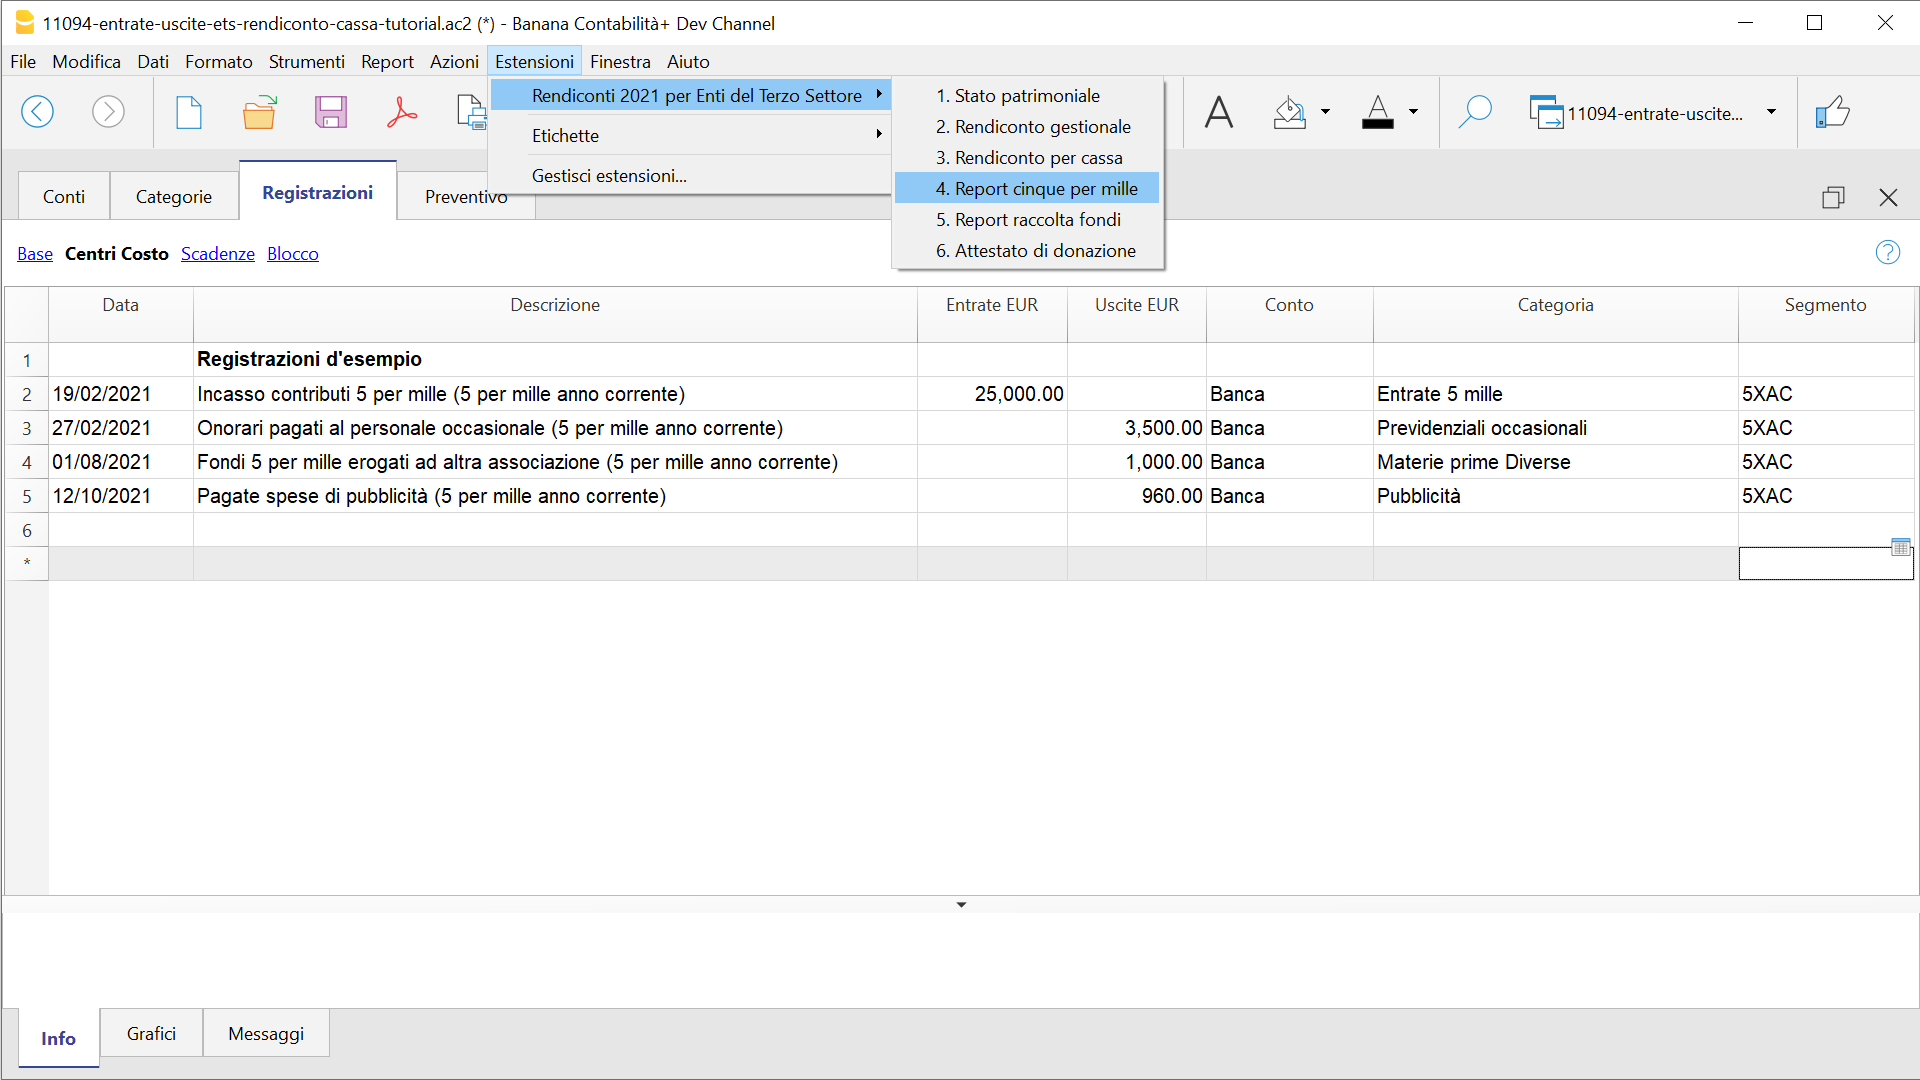 11094-entrate-uscite-ets-rendiconto-cassa-tutorial.ac2 (*) - Banana Contabilità+ Dev Channel
File Modifica Dati Formato Strumenti Report Azioni Estensioni Finestra Aiuto
Rendiconti 2021 per Enti del Terzo Settore
Etichette
Gestisci estensioni...
1. Stato patrimoniale
2. Rendiconto gestionale
3. Rendiconto per cassa
4. Report cinque per mille
5. Report raccolta fondi
6. Attestato di donazione
11094-entrate-uscite...
Conti Categorie Registrazioni Preventivo
Base Centri Costo Scadenze Blocco
Data Descrizione Entrate EUR Uscite EUR Conto Categoria Segmento
1 Registrazioni d'esempio
2 19/02/2021 Incasso contributi 5 per mille (5 per mille anno corrente) 25,000.00 Banca Entrate 5 mille 5XAC
3 27/02/2021 Onorari pagati al personale occasionale (5 per mille anno corrente) 3,500.00 Banca Previdenziali occasionali 5XAC
4 01/08/2021 Fondi 5 per mille erogati ad altra associazione (5 per mille anno corrente) 1,000.00 Banca Materie prime Diverse 5XAC
5 12/10/2021 Pagate spese di pubblicità (5 per mille anno corrente) 960.00 Banca Pubblicità 5XAC
6
*
Info Grafici Messaggi